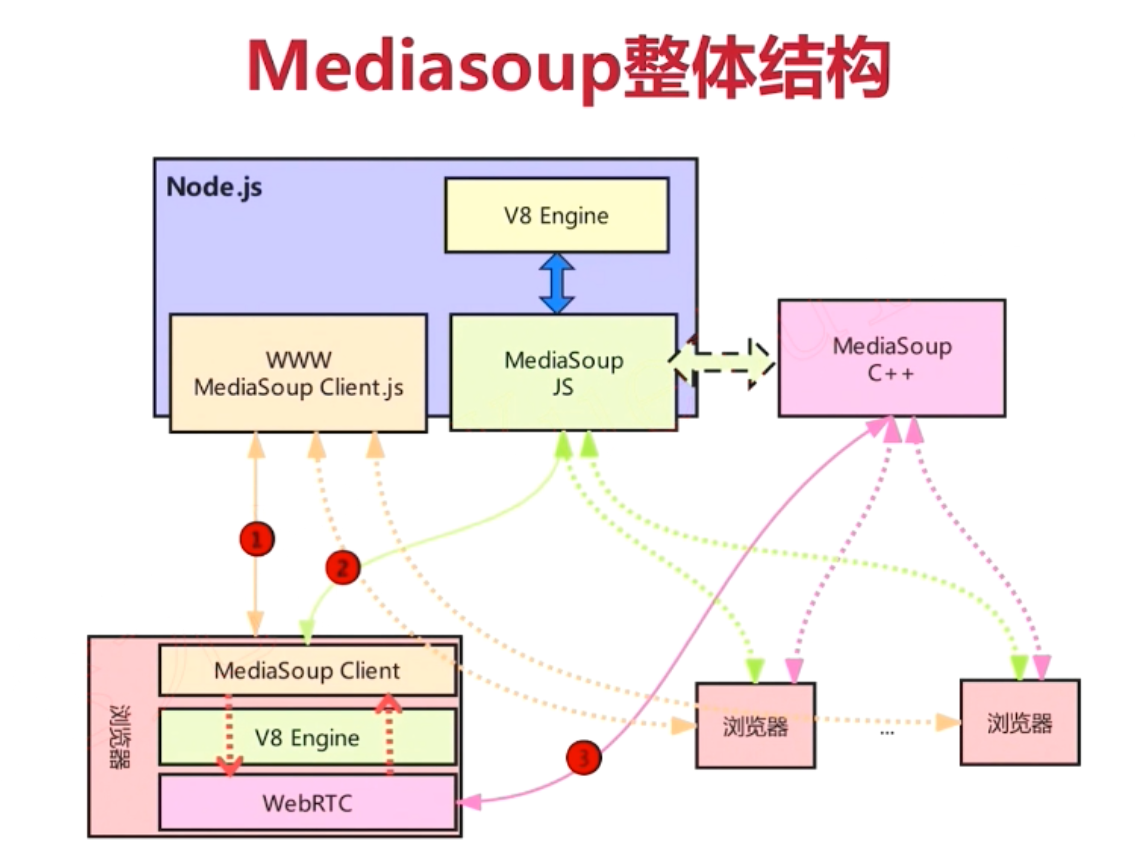 Mediasoup整体结构
Node.js
V8 Engine
WWW
MediaSoup Client.js
MediaSoup
JS
MediaSoup
C++
1
2
MediaSoup Client
浏览器
V8 Engine
WebRTC
3
浏览器
...
浏览器